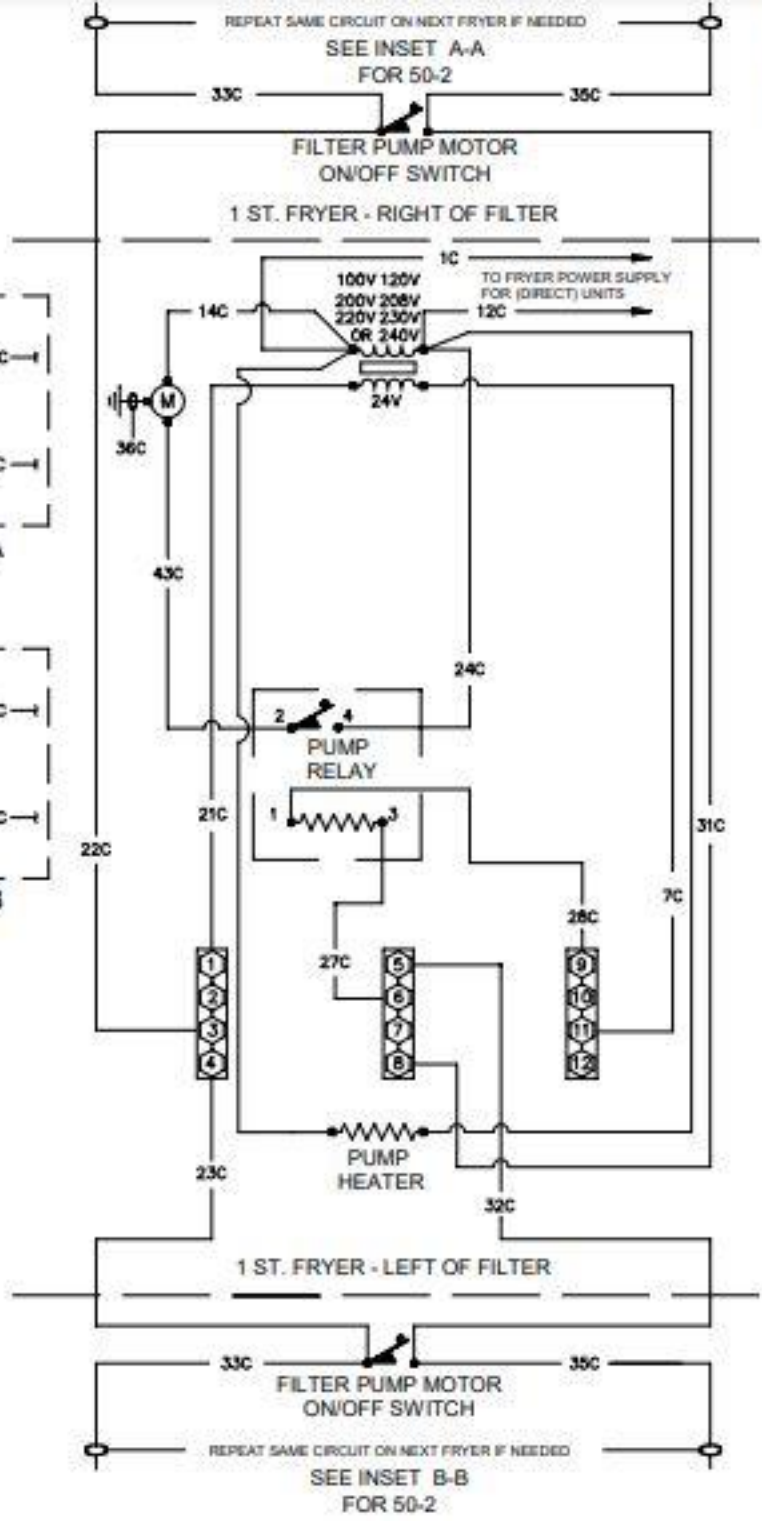 REPEAT SAME CIRCUIT ON NEXT FRYER IF NEEDED
SEE INSET A-A
FOR 50-2
33C
35C
FILTER PUMP MOTOR
ON/OFF SWITCH
1 ST. FRYER - RIGHT OF FILTER
1C
100V 120V
200V 208V
220V 230V
OR 240V
TO FRYER POWER SUPPLY
FOR (DIRECT) UNITS
12C
14C
24V
M
36C
43C
24C
2
4
PUMP
RELAY
1
3
21C
22C
31C
7C
28C
27C
1
2
3
4
5
6
7
8
9
10
11
12
PUMP
HEATER
23C
32C
1 ST. FRYER - LEFT OF FILTER
33C
35C
FILTER PUMP MOTOR
ON/OFF SWITCH
REPEAT SAME CIRCUIT ON NEXT FRYER IF NEEDED
SEE INSET B-B
FOR 50-2